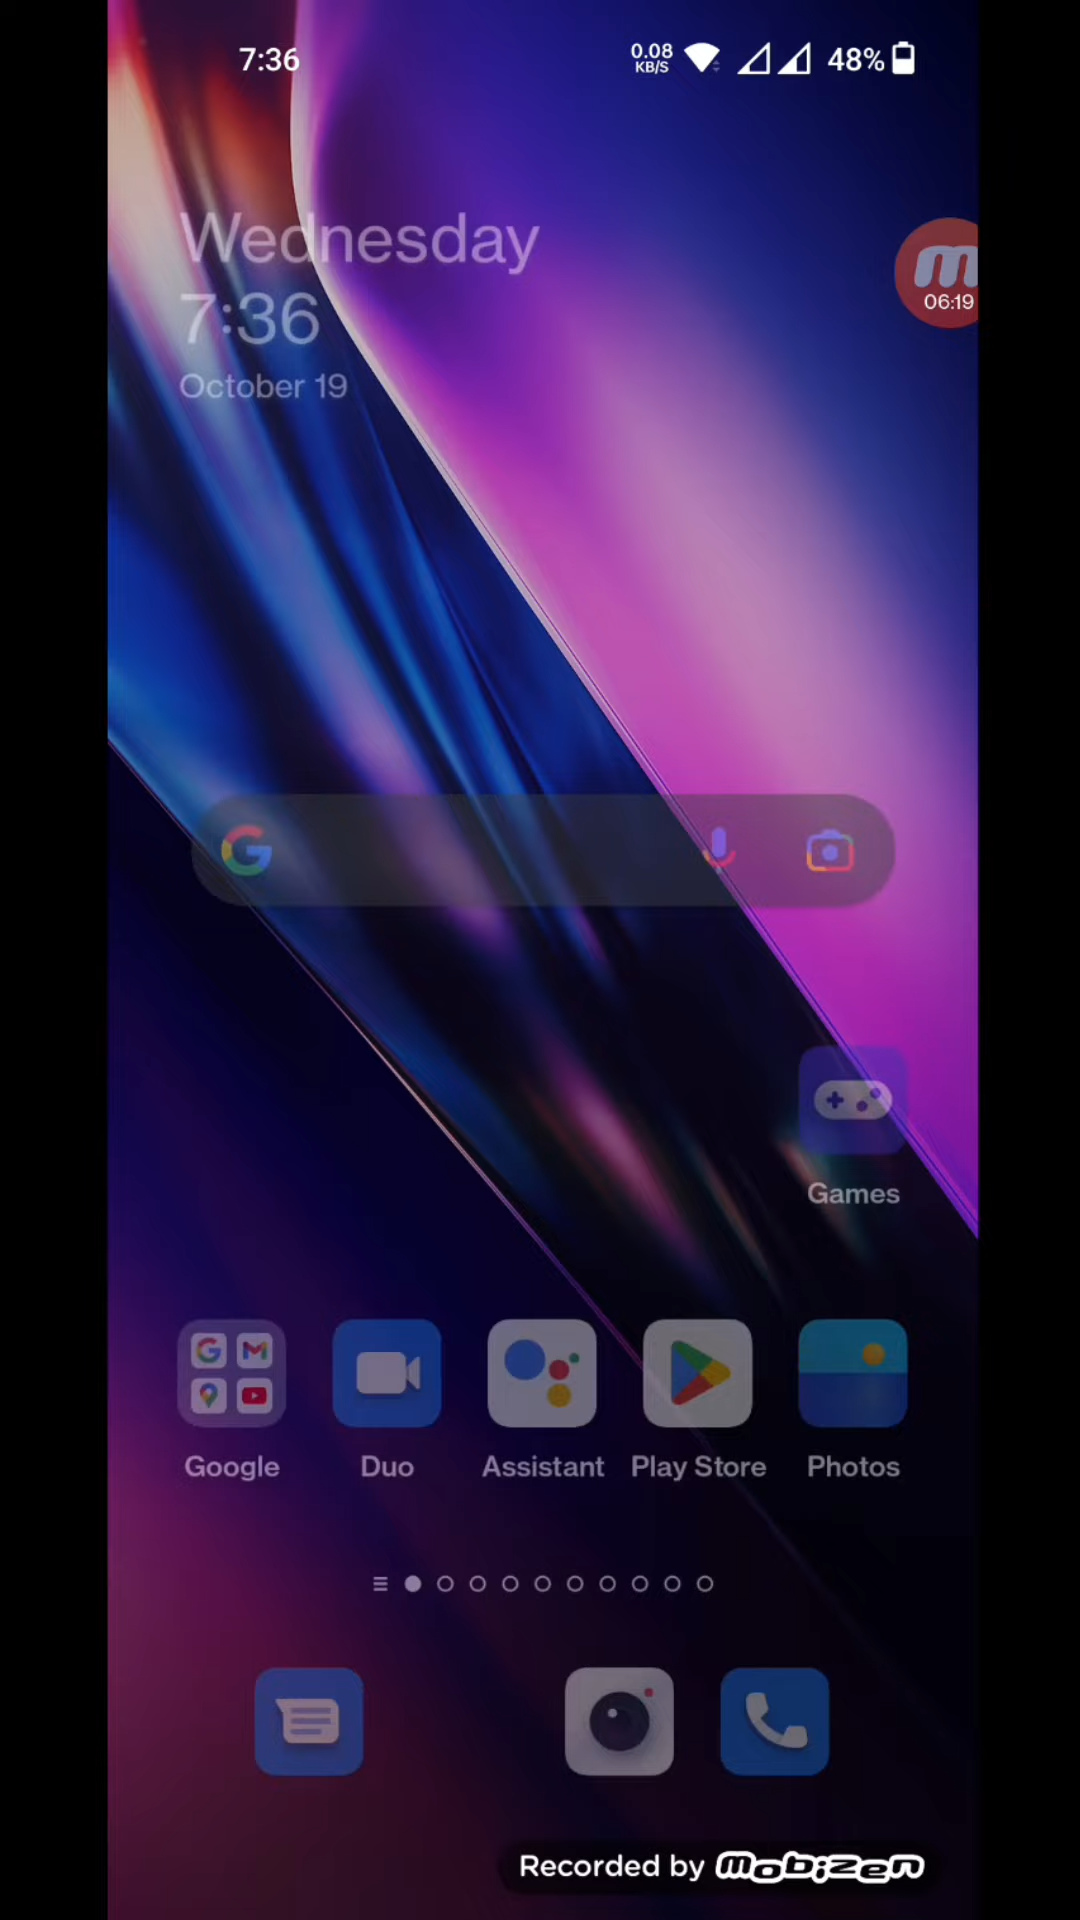 7:36
0.08
KB/S
48%
Wednesday
7:36
October 19
m
06:19
Games
Google
Duo
Assistant
Play Store
Photos
Recorded by mobizen